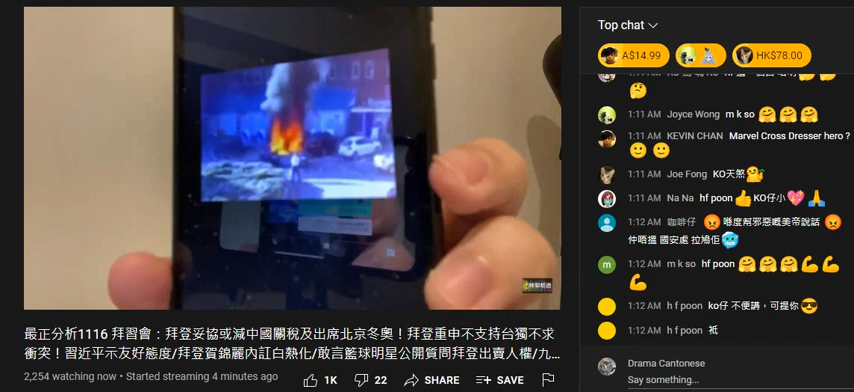 Top chat
A$14.99
HK$78.00
1:11 AM Joyce Wong m k so 🤗🤗🤗
1:11 AM KEVIN CHAN Marvel Cross Dresser hero ?
🙂🙂
1:11 AM Joe Fong KO天煞
1:11 AM Na Na hf poon 👍KO仔小💖🙏
1:12 AM 咖啡仔 😡喺度幫邪惡嘅美帝說話😡
仲唔搵 國安處 拉鳩佢🥶
m
1:12 AM m k so hf poon 🤗🤗🤗💪💪
💪
1:12 AM h f poon ko仔 不便講，可提你😎
1:12 AM h f poon 祗
Drama Cantonese
Say something...
最正分析1116 拜習會：拜登妥協或減中國關稅及出席北京冬奧！拜登重申不支持台獨不求
衝突！習近平示友好態度/拜登賀錦麗內訌白熱化/敢言籃球明星公開質問拜登出賣人權/九...
2,254 watching now • Started streaming 4 minutes ago
1K
22
SHARE
SAVE